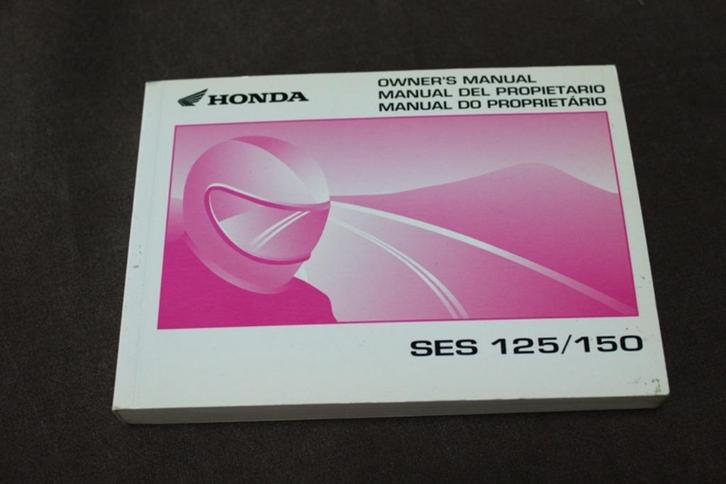 HONDA
OWNER'S MANUAL
MANUAL DEL PROPIETARIO
MANUAL DO PROPRIETÁRIO
SES 125/150